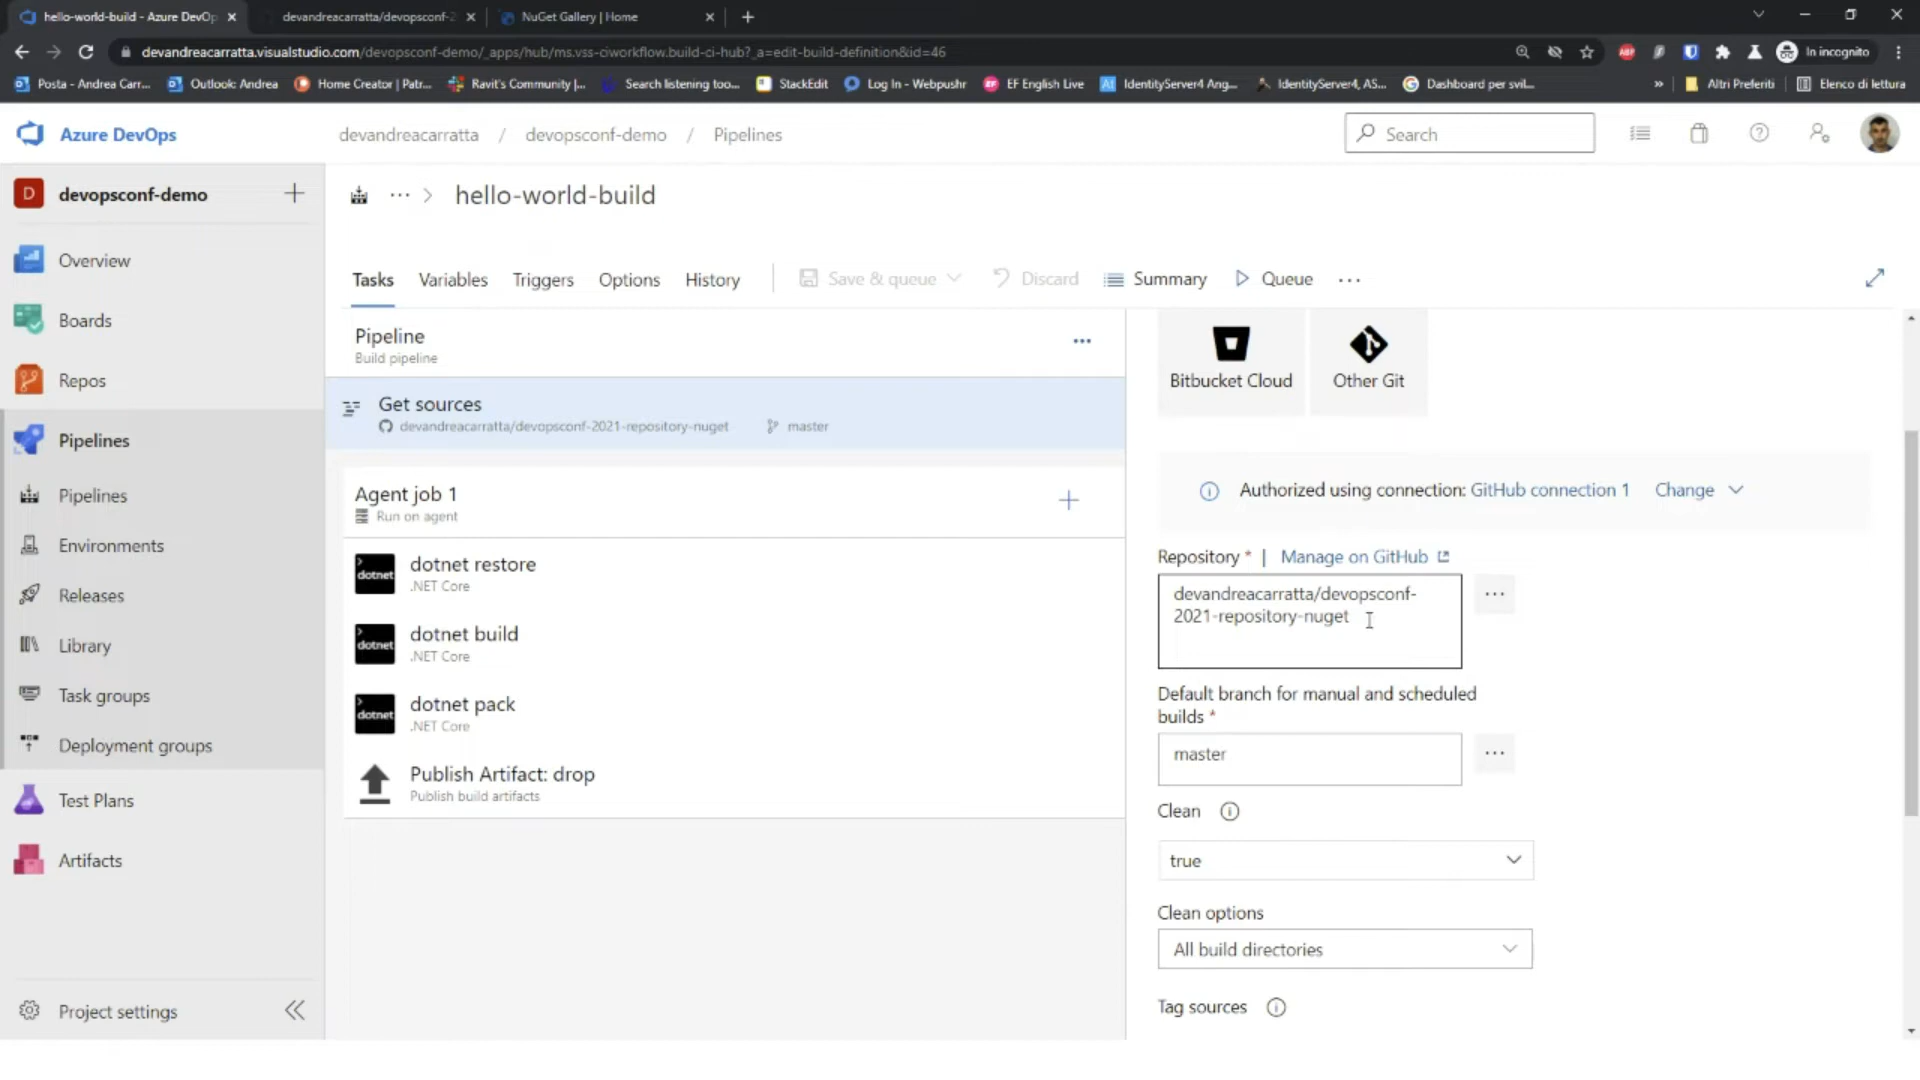 hello-world-build - Azure DevOp
devandreacarratta/devopsconf-2
NuGet Gallery | Home
devandreacarratta.visualstudio.com/devopsconf-demo/_apps/hub/ms.vss-ciworkflow.build-ci-hub?_a=edit-build-definition&id=46
ABP
In incognito
Posta - Andrea Carr...
Outlook: Andrea
Home Creator | Patr...
Ravit's Community |...
Search listening too...
StackEdit
Log In - Webpushr
EF English Live
IdentityServer4 Ang...
IdentityServer4, AS...
Dashboard per svil...
»
Altri Preferiti
Elenco di lettura
Azure DevOps
devandreacarratta / devopsconf-demo / Pipelines
Search
D
devopsconf-demo
Overview
Boards
Repos
Pipelines
Pipelines
Environments
Releases
Library
Task groups
Deployment groups
Test Plans
Artifacts
Project settings
··· > hello-world-build
Tasks
Variables
Triggers
Options
History
Save & queue
Discard
Summary
Queue
···
Pipeline
Build pipeline
···
Get sources
devandreacarratta/devopsconf-2021-repository-nuget
master
Agent job 1
Run on agent
dotnet
dotnet restore
.NET Core
dotnet
dotnet build
.NET Core
dotnet
dotnet pack
.NET Core
Publish Artifact: drop
Publish build artifacts
Bitbucket Cloud
Other Git
Authorized using connection: GitHub connection 1
Change
Repository * | Manage on GitHub
devandreacarratta/devopsconf-
2021-repository-nuget
···
Default branch for manual and scheduled
builds *
master
···
Clean
true
Clean options
All build directories
Tag sources